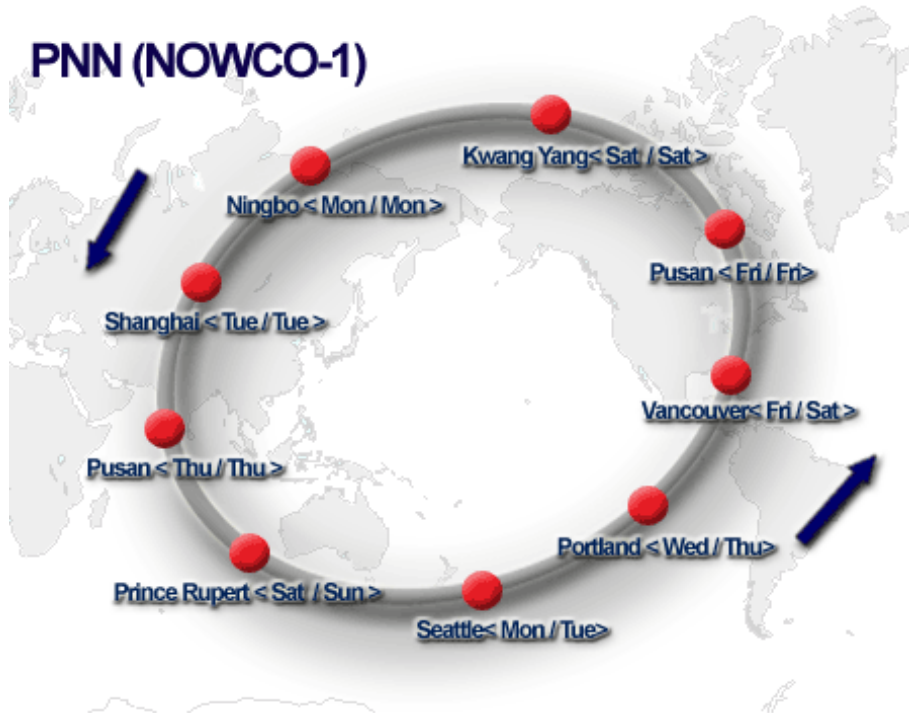 PNN (NOWCO-1)
Kwang Yang< Sat / Sat >
Ningbo < Mon / Mon >
Pusan < Fri / Fri>
Shanghai < Tue / Tue >
Vancouver< Fri / Sat >
Pusan < Thu / Thu >
Portland < Wed / Thu>
Prince Rupert < Sat / Sun >
Seattle< Mon / Tue>